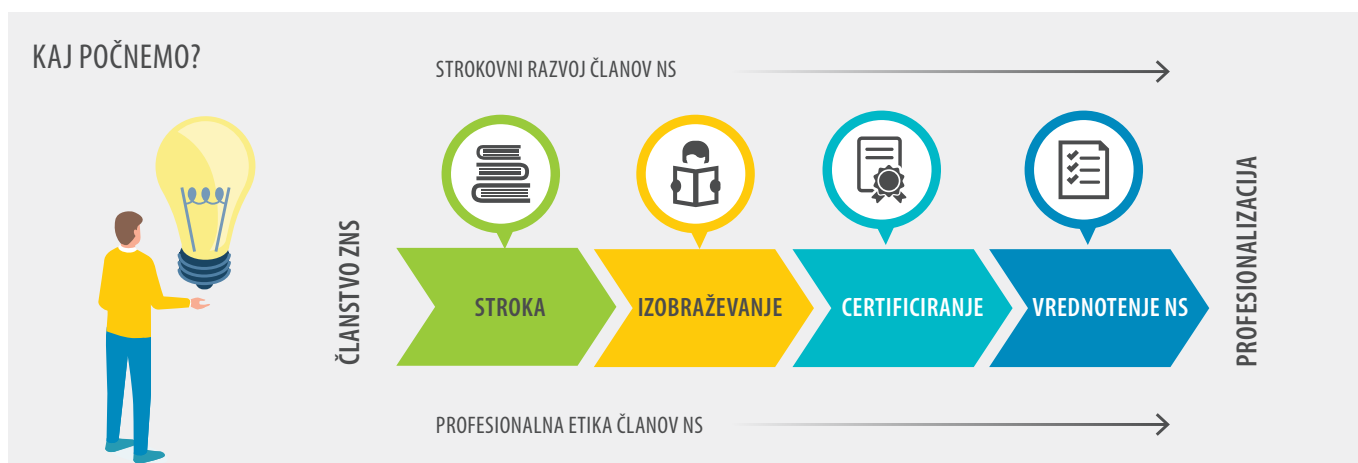 KAJ POČNEMO?
STROKOVNI RAZVOJ ČLANOV NS
ČLANSTVO ZNS
STROKA
IZOBRAŽEVANJE
CERTIFICIRANJE
VREDNOTENJE NS
PROFESIONALIZACIJA
PROFESIONALNA ETIKA ČLANOV NS